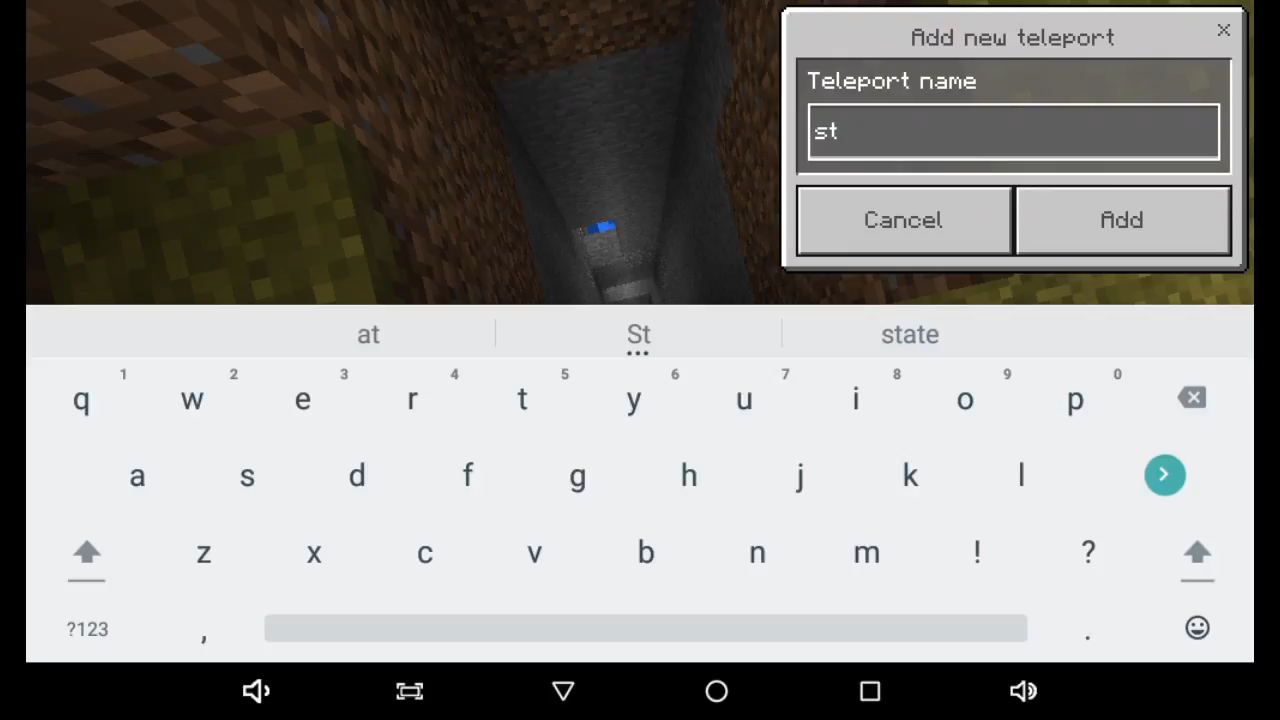 Add new teleport
Teleport name
st
Cancel Add
at St state
1 2 3 4 5 6 7 8 9 0
q w e r t y u i o p
a s d f g h j k l
z x c v b n m ! ?
?123 , .